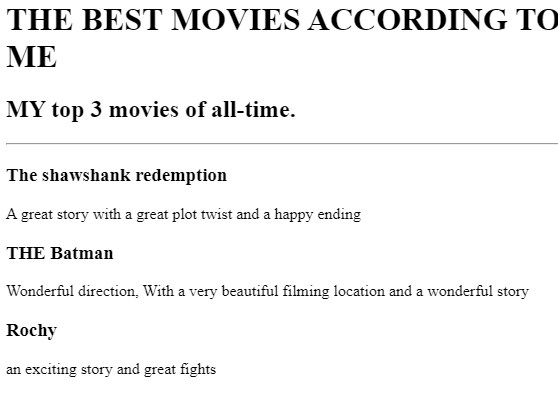 THE BEST MOVIES ACCORDING TO
ME
MY top 3 movies of all-time.
The shawshank redemption
A great story with a great plot twist and a happy ending
THE Batman
Wonderful direction, With a very beautiful filming location and a wonderful story
Rochy
an exciting story and great fights